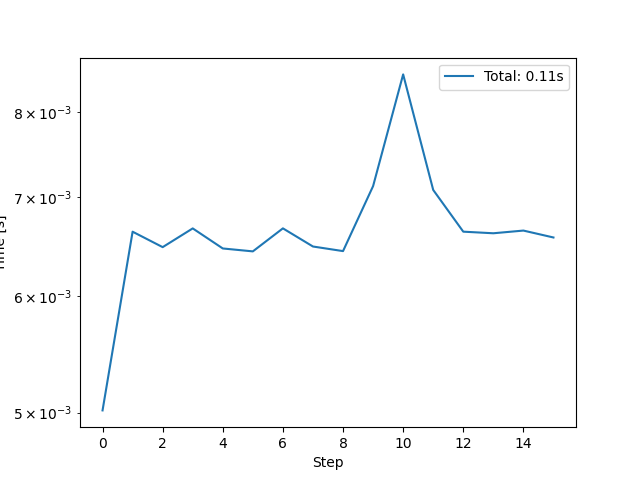 Total: 0.11s
8 × 10⁻³
7 × 10⁻³
6 × 10⁻³
5 × 10⁻³
Time [s]
0 2 4 6 8 10 12 14
Step